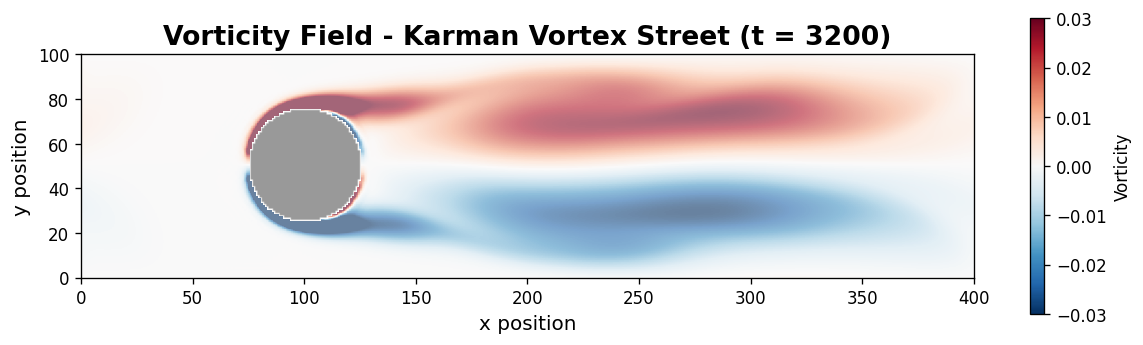 Vorticity Field - Karman Vortex Street (t = 3200)
100
80
60
40
20
0
y position
0 50 100 150 200 250 300 350 400
x position
0.03
0.02
0.01
0.00
−0.01
−0.02
−0.03
Vorticity